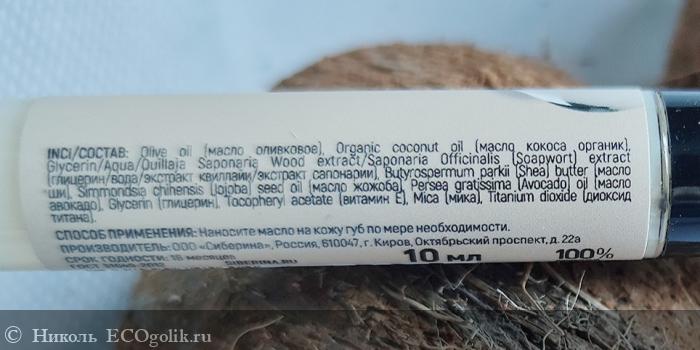 INCI/СОСТАВ: Olive oil (масло оливковое), Organic coconut oil (масло кокоса органик),
Glycerin/Aqua/Quillaja Saponaria Wood extract/Saponaria Officinalis (Soapwort) extract
(глицерин/вода/экстракт квиллайи/экстракт сапонарии), Butyrospermum parkii (Shea) butter (масло
ши), Simmondsia chinensis (jojoba) seed oil (масло жожоба), Persea gratissima (Avocado) oil (масло
авокадо), Glycerin (глицерин), Tocophery acetate (витамин Е), Mica (мика), Titanium dioxide (диоксид
титана).
СПОСОБ ПРИМЕНЕНИЯ: Наносите масло на кожу губ по мере необходимости.
ПРОИЗВОДИТЕЛЬ: ООО «Сиберина», Россия, 610047, г. Киров, Октябрьский проспект, д. 22а
СРОК ГОДНОСТИ: 18 месяцев 10 мл 100%
ГОСТ SIBERINA.RU
© Николь ECOgolik.ru